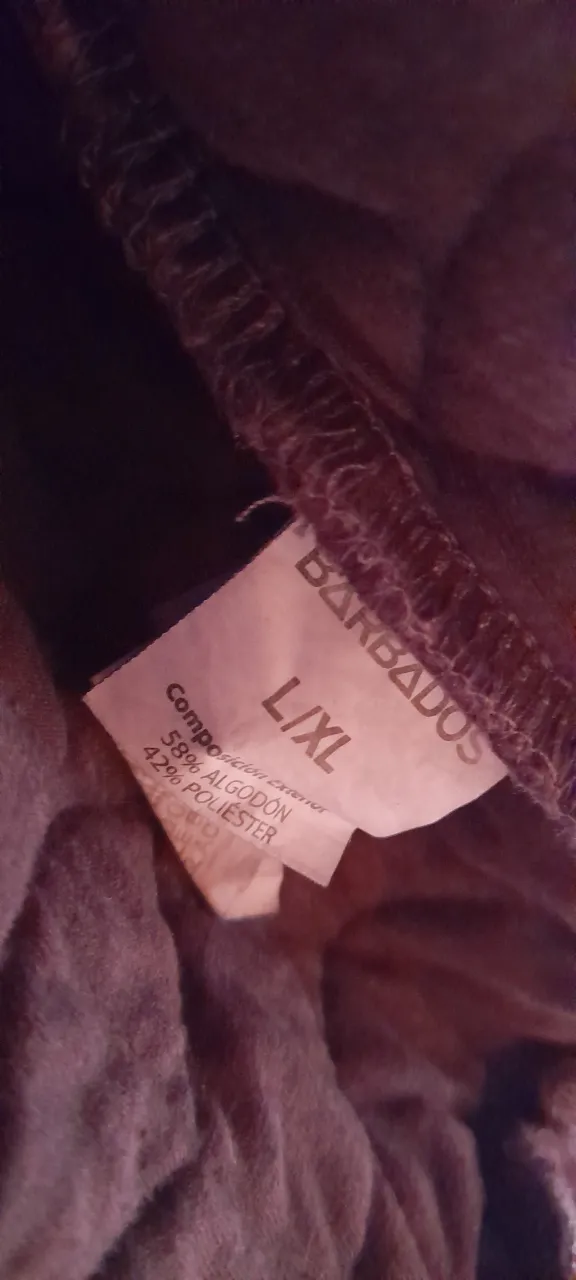 BARBADOS
L/XL
Composición exterior
58% ALGODÓN
42% POLIÉSTER